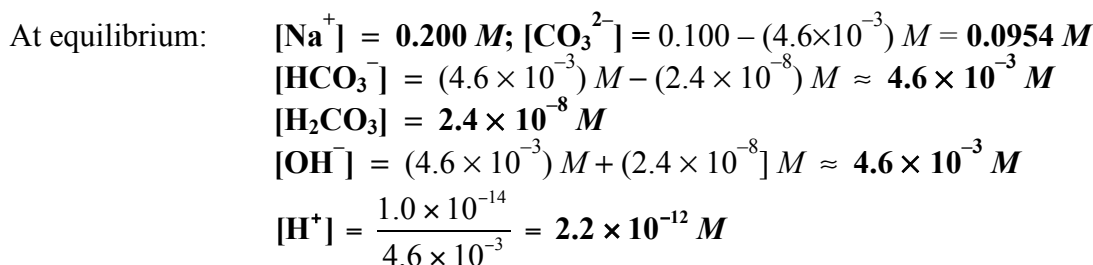 At equilibrium: [Na⁺] = 0.200 M; [CO₃²⁻] = 0.100 – (4.6×10⁻³) M = 0.0954 M
[HCO₃⁻] = (4.6 × 10⁻³) M – (2.4 × 10⁻⁸) M ≈ 4.6 × 10⁻³ M
[H₂CO₃] = 2.4 × 10⁻⁸ M
[OH⁻] = (4.6 × 10⁻³) M + (2.4 × 10⁻⁸] M ≈ 4.6 × 10⁻³ M
[H⁺] = 1.0 × 10⁻¹⁴ / 4.6 × 10⁻³ = 2.2 × 10⁻¹² M